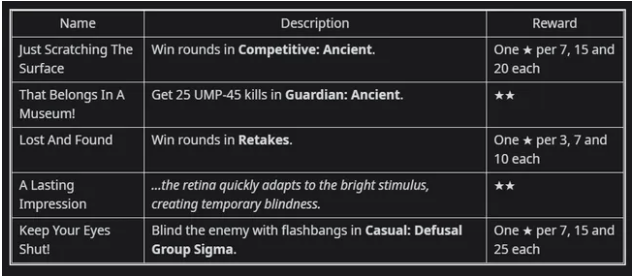 Name Description Reward
Just Scratching The Win rounds in Competitive: Ancient. One ★ per 7, 15 and
Surface 20 each
That Belongs In A Get 25 UMP-45 kills in Guardian: Ancient. ★★
Museum!
Lost And Found Win rounds in Retakes. One ★ per 3, 7 and
10 each
A Lasting ...the retina quickly adapts to the bright stimulus, ★★
Impression creating temporary blindness.
Keep Your Eyes Blind the enemy with flashbangs in Casual: Defusal One ★ per 7, 15 and
Shut! Group Sigma. 25 each